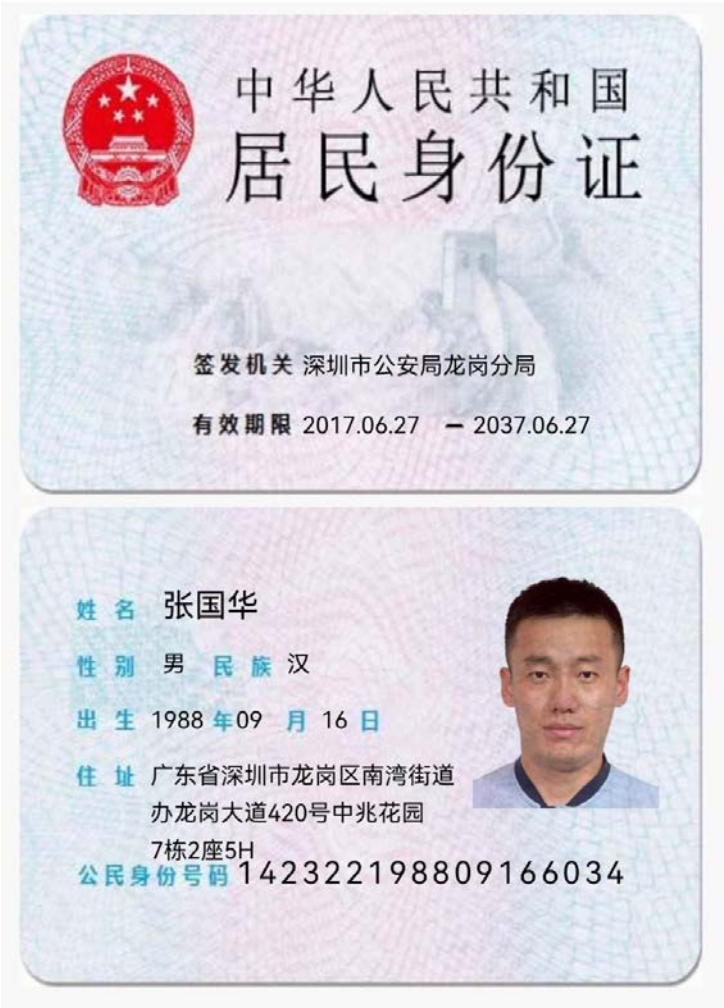 中华人民共和国
居民身份证
签发机关 深圳市公安局龙岗分局
有效期限 2017.06.27 － 2037.06.27
姓名 张国华
性别 男 民族 汉
出生 1988 年 09 月 16 日
住址 广东省深圳市龙岗区南湾街道
办龙岗大道420号中兆花园
7栋2座5H
公民身份号码 142322198809166034